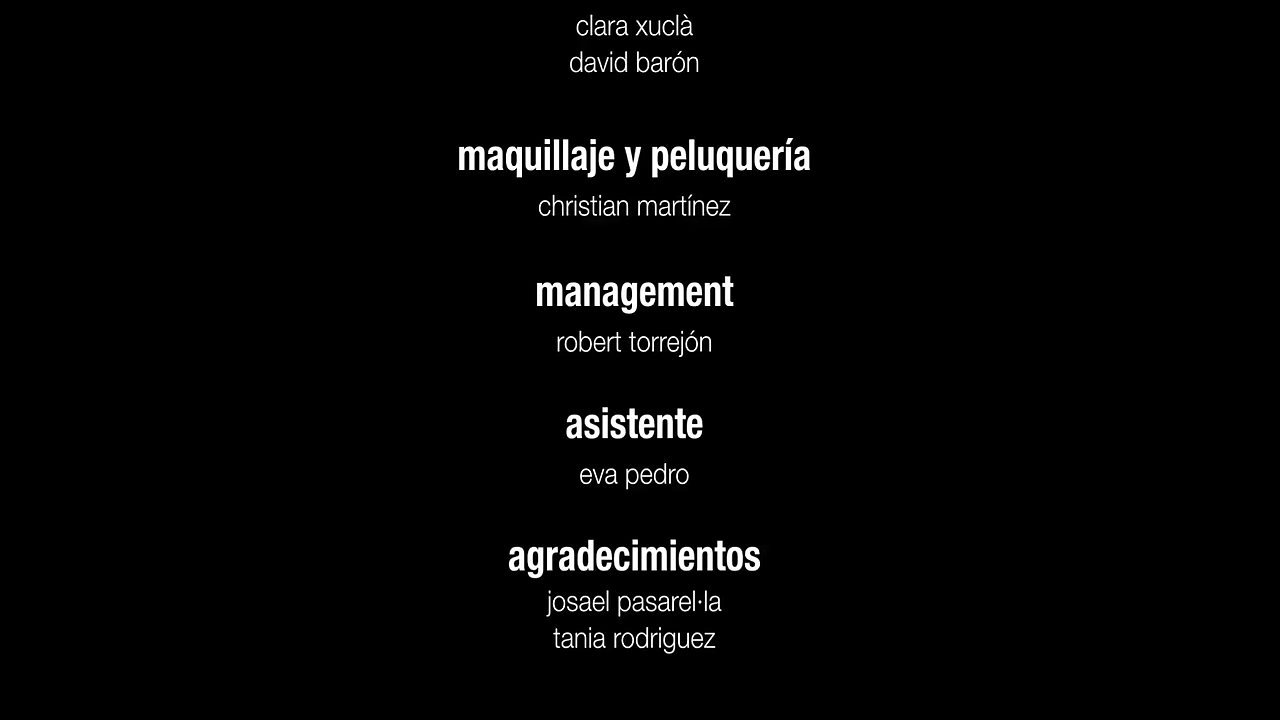 clara xuclà
david barón
maquillaje y peluquería
christian martínez
management
robert torrejón
asistente
eva pedro
agradecimientos
josael pasarel·la
tania rodriguez